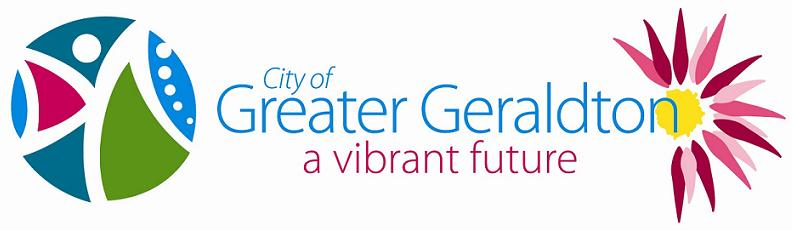 City of
Greater Geraldton
a vibrant future